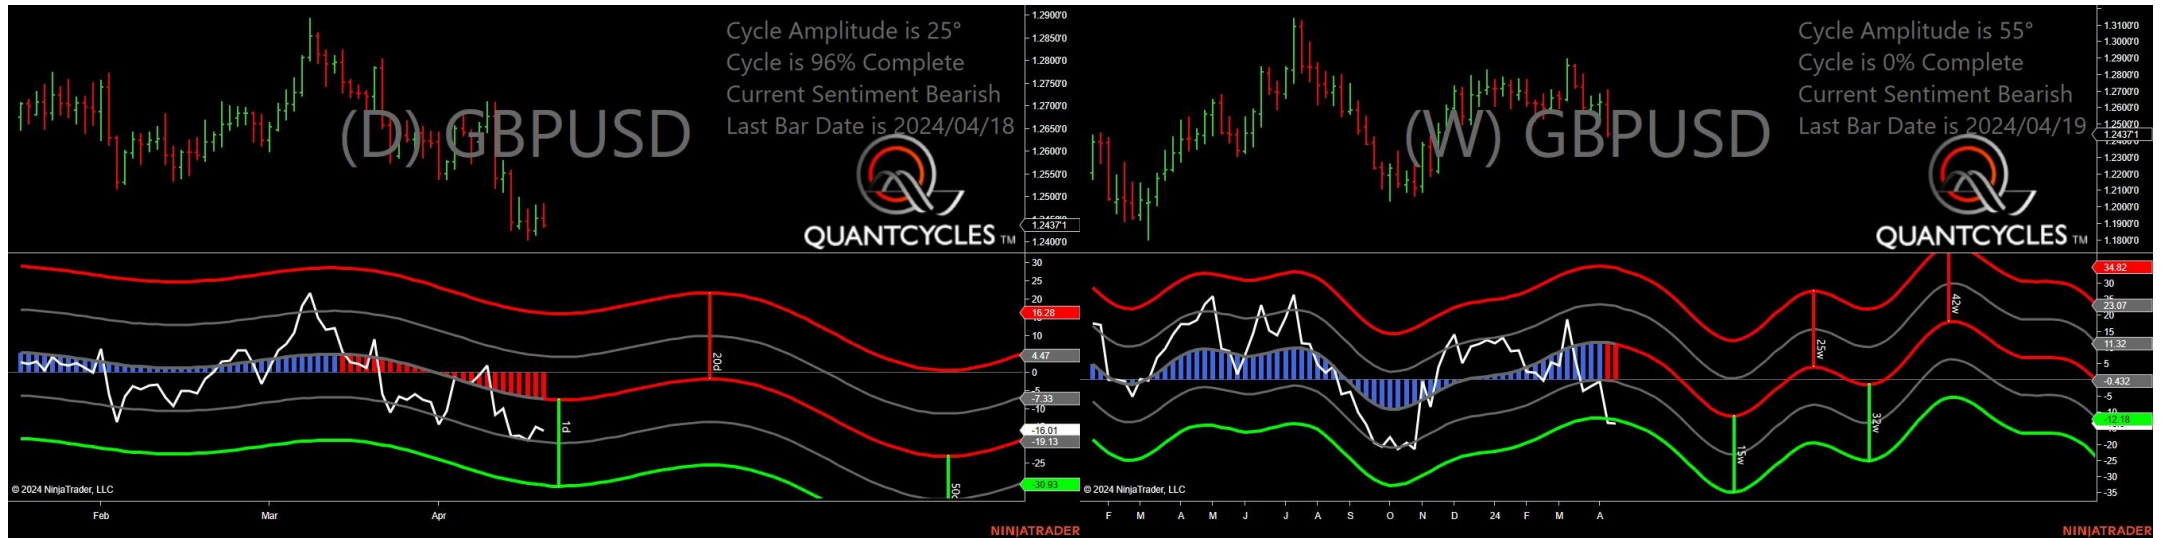 Cycle Amplitude is 25°
Cycle is 96% Complete
Current Sentiment Bearish
Last Bar Date is 2024/04/18
(D) GBPUSD
QUANTCYCLES TM
1.2900'0
1.2850'0
1.2800'0
1.2750'0
1.2700'0
1.2650'0
1.2600'0
1.2550'0
1.2500'0
1.2437'1
1.2400'0
30
25
20
16.28
10
4.47
0
-5
-7.33
-10
-16.01
-19.13
-25
-30.93
1d
20d
© 2024 NinjaTrader, LLC
Feb
Mar
Apr
NINJATRADER
Cycle Amplitude is 55°
Cycle is 0% Complete
Current Sentiment Bearish
Last Bar Date is 2024/04/19
(W) GBPUSD
QUANTCYCLES TM
1.3100'0
1.3000'0
1.2900'0
1.2800'0
1.2700'0
1.2600'0
1.2500'0
1.2437'1
1.2300'0
1.2200'0
1.2100'0
1.2000'0
1.1900'0
1.1800'0
34.82
30
23.07
20
15
11.32
5
-0.432
-5
-12.18
-20
-25
-30
-35
15w
25w
32w
42w
© 2024 NinjaTrader, LLC
F
M
A
M
J
J
A
S
O
N
D
24
F
M
A
NINJATRADER